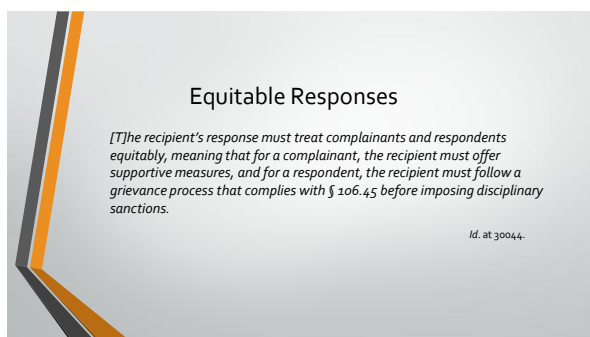 Equitable Responses
[T]he recipient's response must treat complainants and respondents
equitably, meaning that for a complainant, the recipient must offer
supportive measures, and for a respondent, the recipient must follow a
grievance process that complies with § 106.45 before imposing disciplinary
sanctions.
Id. at 30044.